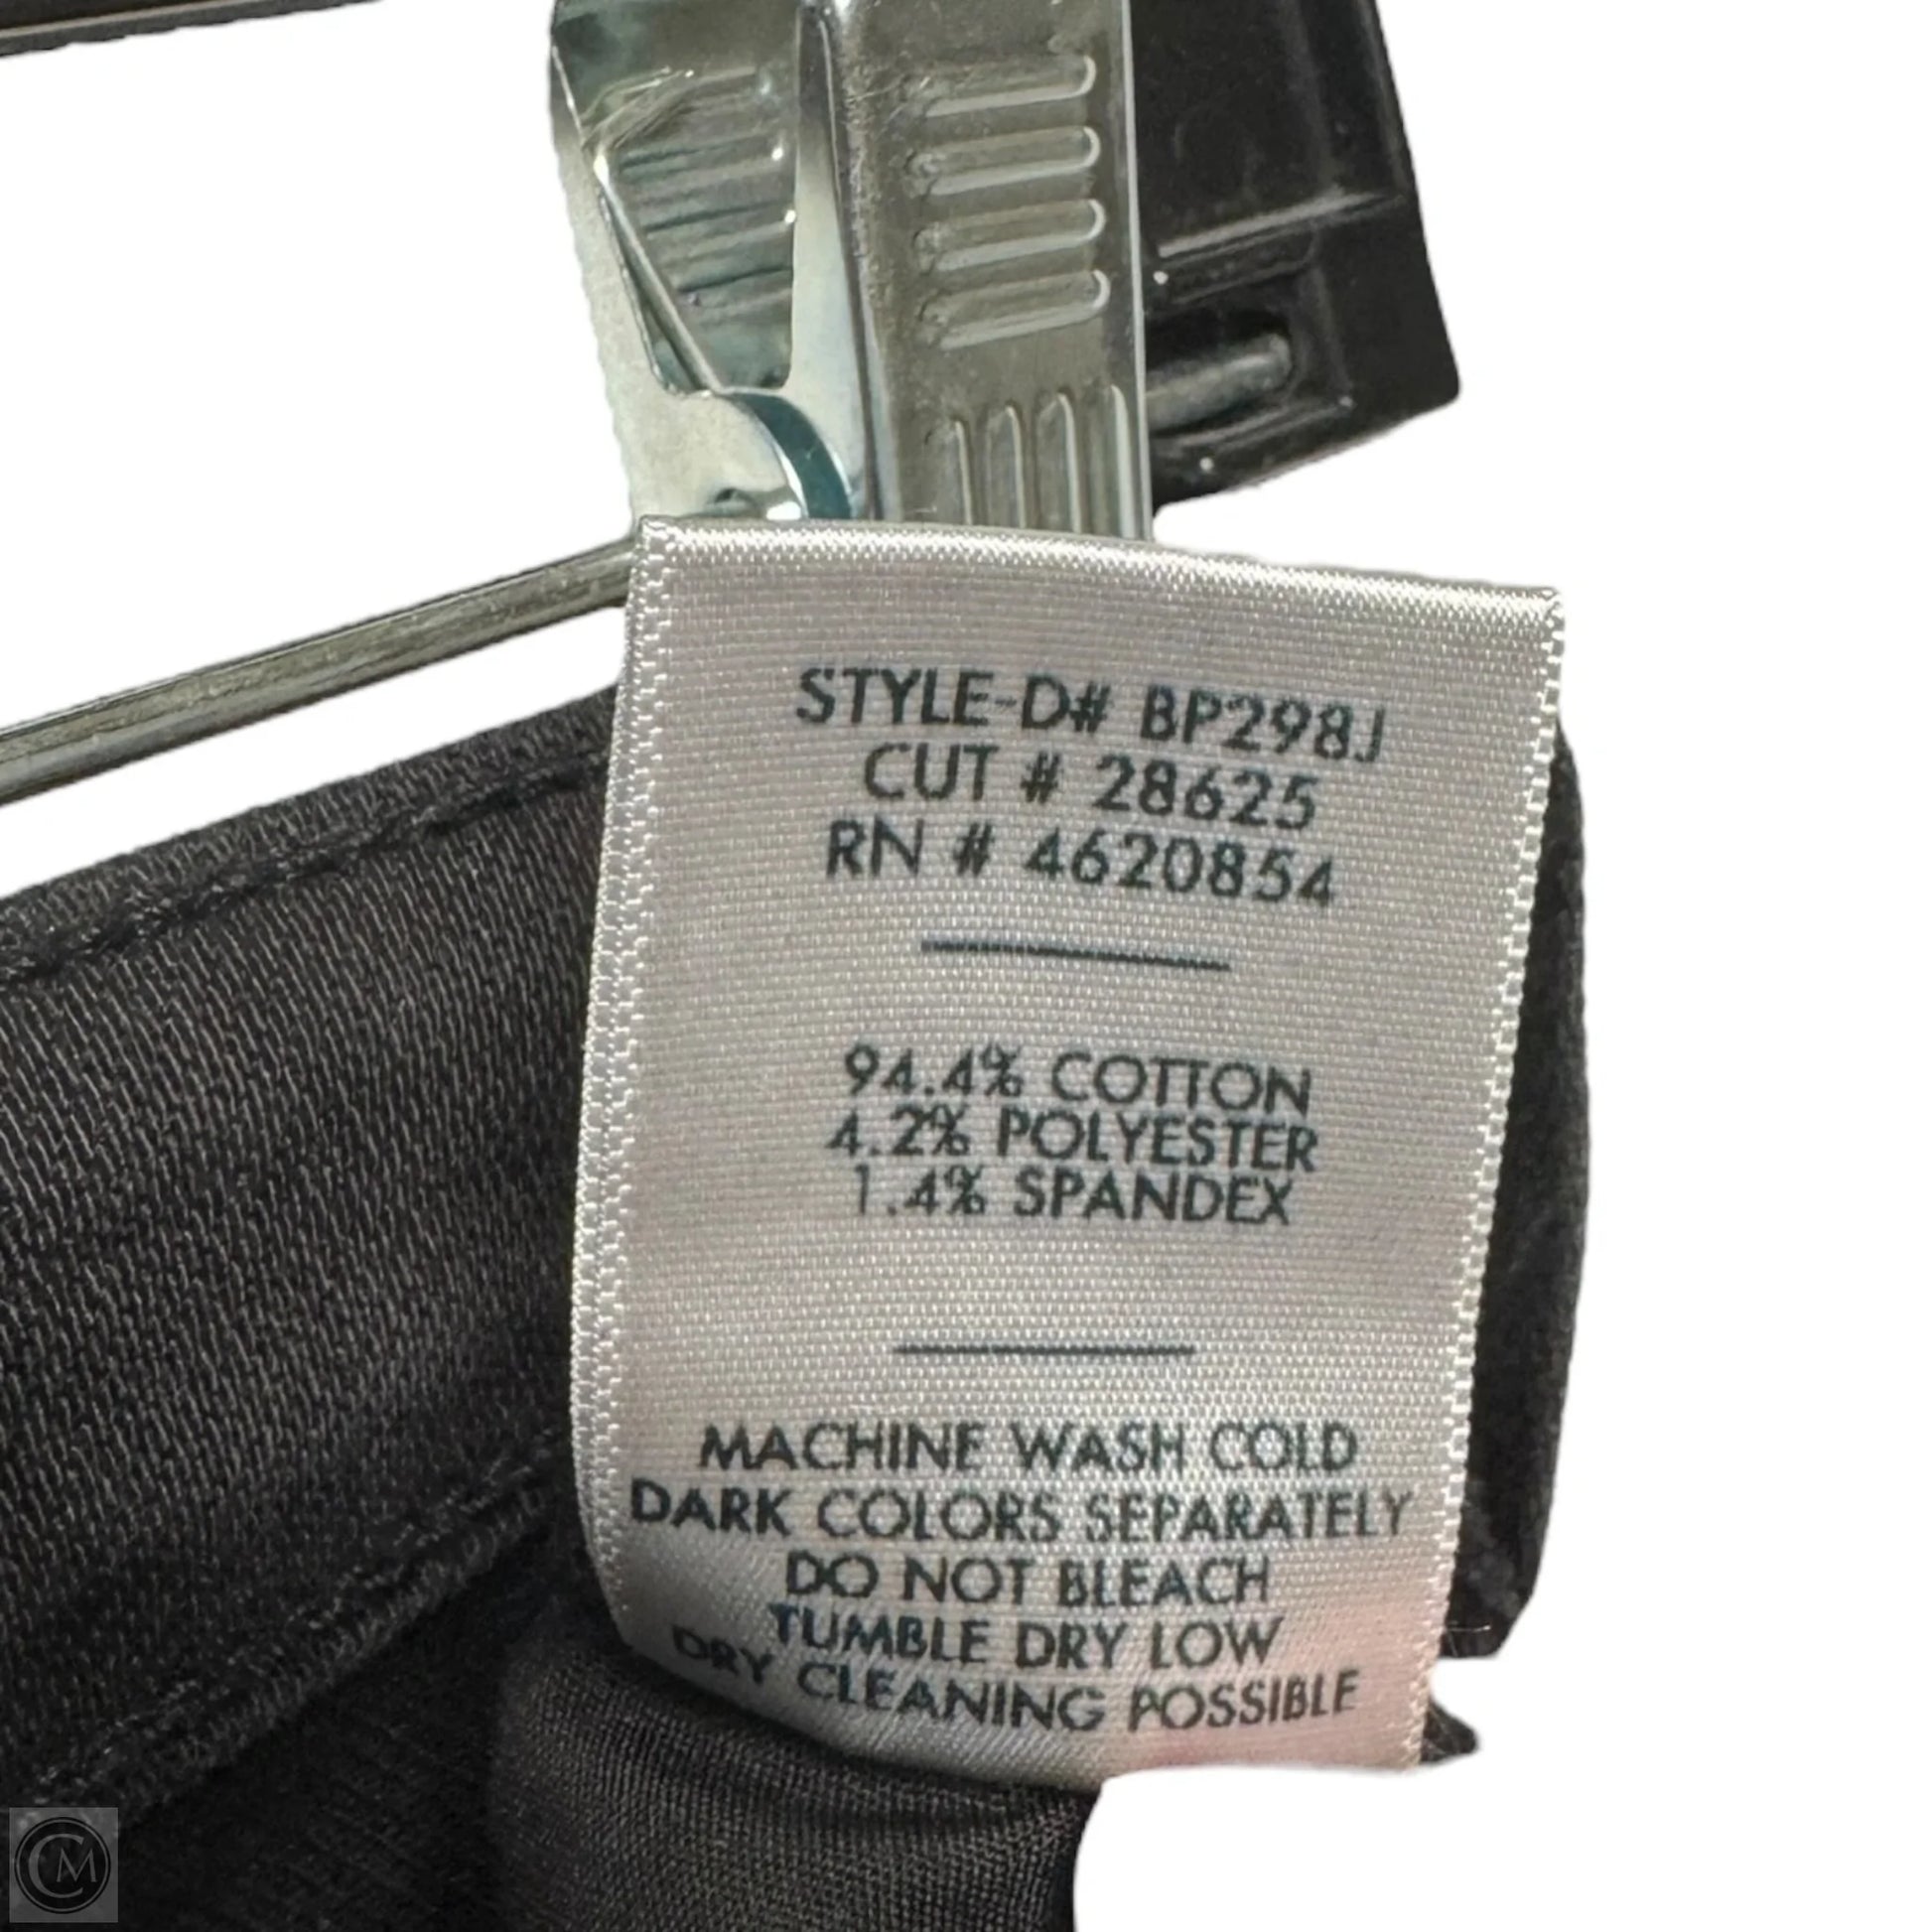 STYLE-D# BP298J
CUT # 28625
RN # 4620854
94.4% COTTON
4.2% POLYESTER
1.4% SPANDEX
MACHINE WASH COLD
DARK COLORS SEPARATELY
DO NOT BLEACH
TUMBLE DRY LOW
DRY CLEANING POSSIBLE
CM